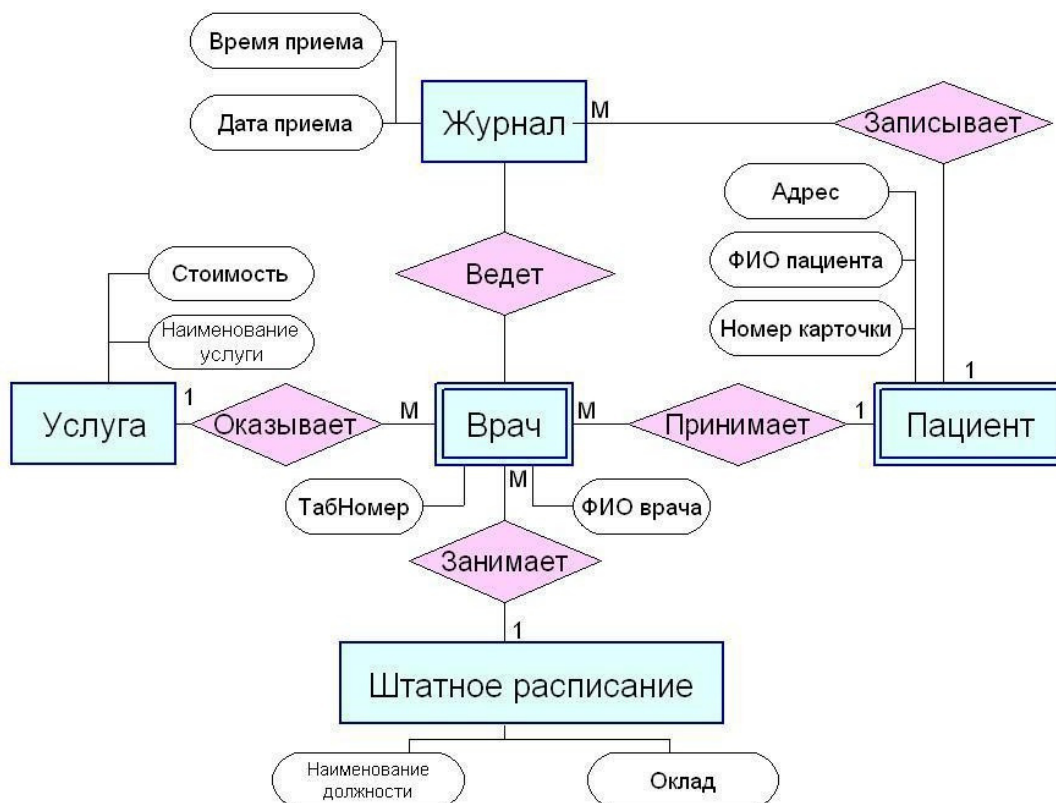 Время приема
Дата приема
Журнал
М
Записывает
Адрес
ФИО пациента
Номер карточки
Ведет
Стоимость
Наименование
услуги
Услуга
1
Оказывает
М
Врач
М
Принимает
1
1
Пациент
ТабНомер
М
ФИО врача
Занимает
1
Штатное расписание
Наименование
должности
Оклад